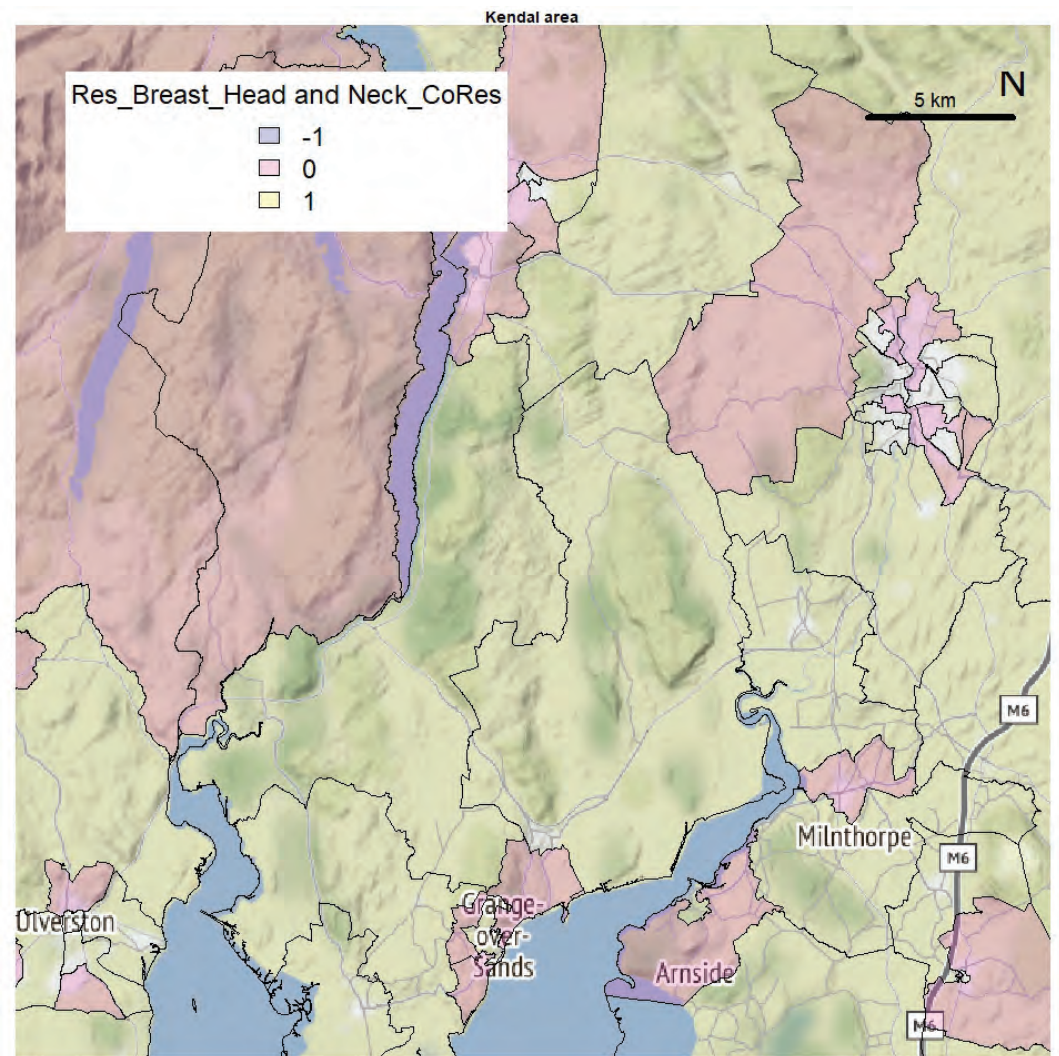 Kendal area
Res_Breast_Head and Neck_CoRes
-1
0
1
5 km
N
M6
Milnthorpe
M6
Ulverston
Grange-
over-
Sands
Arnside
M6